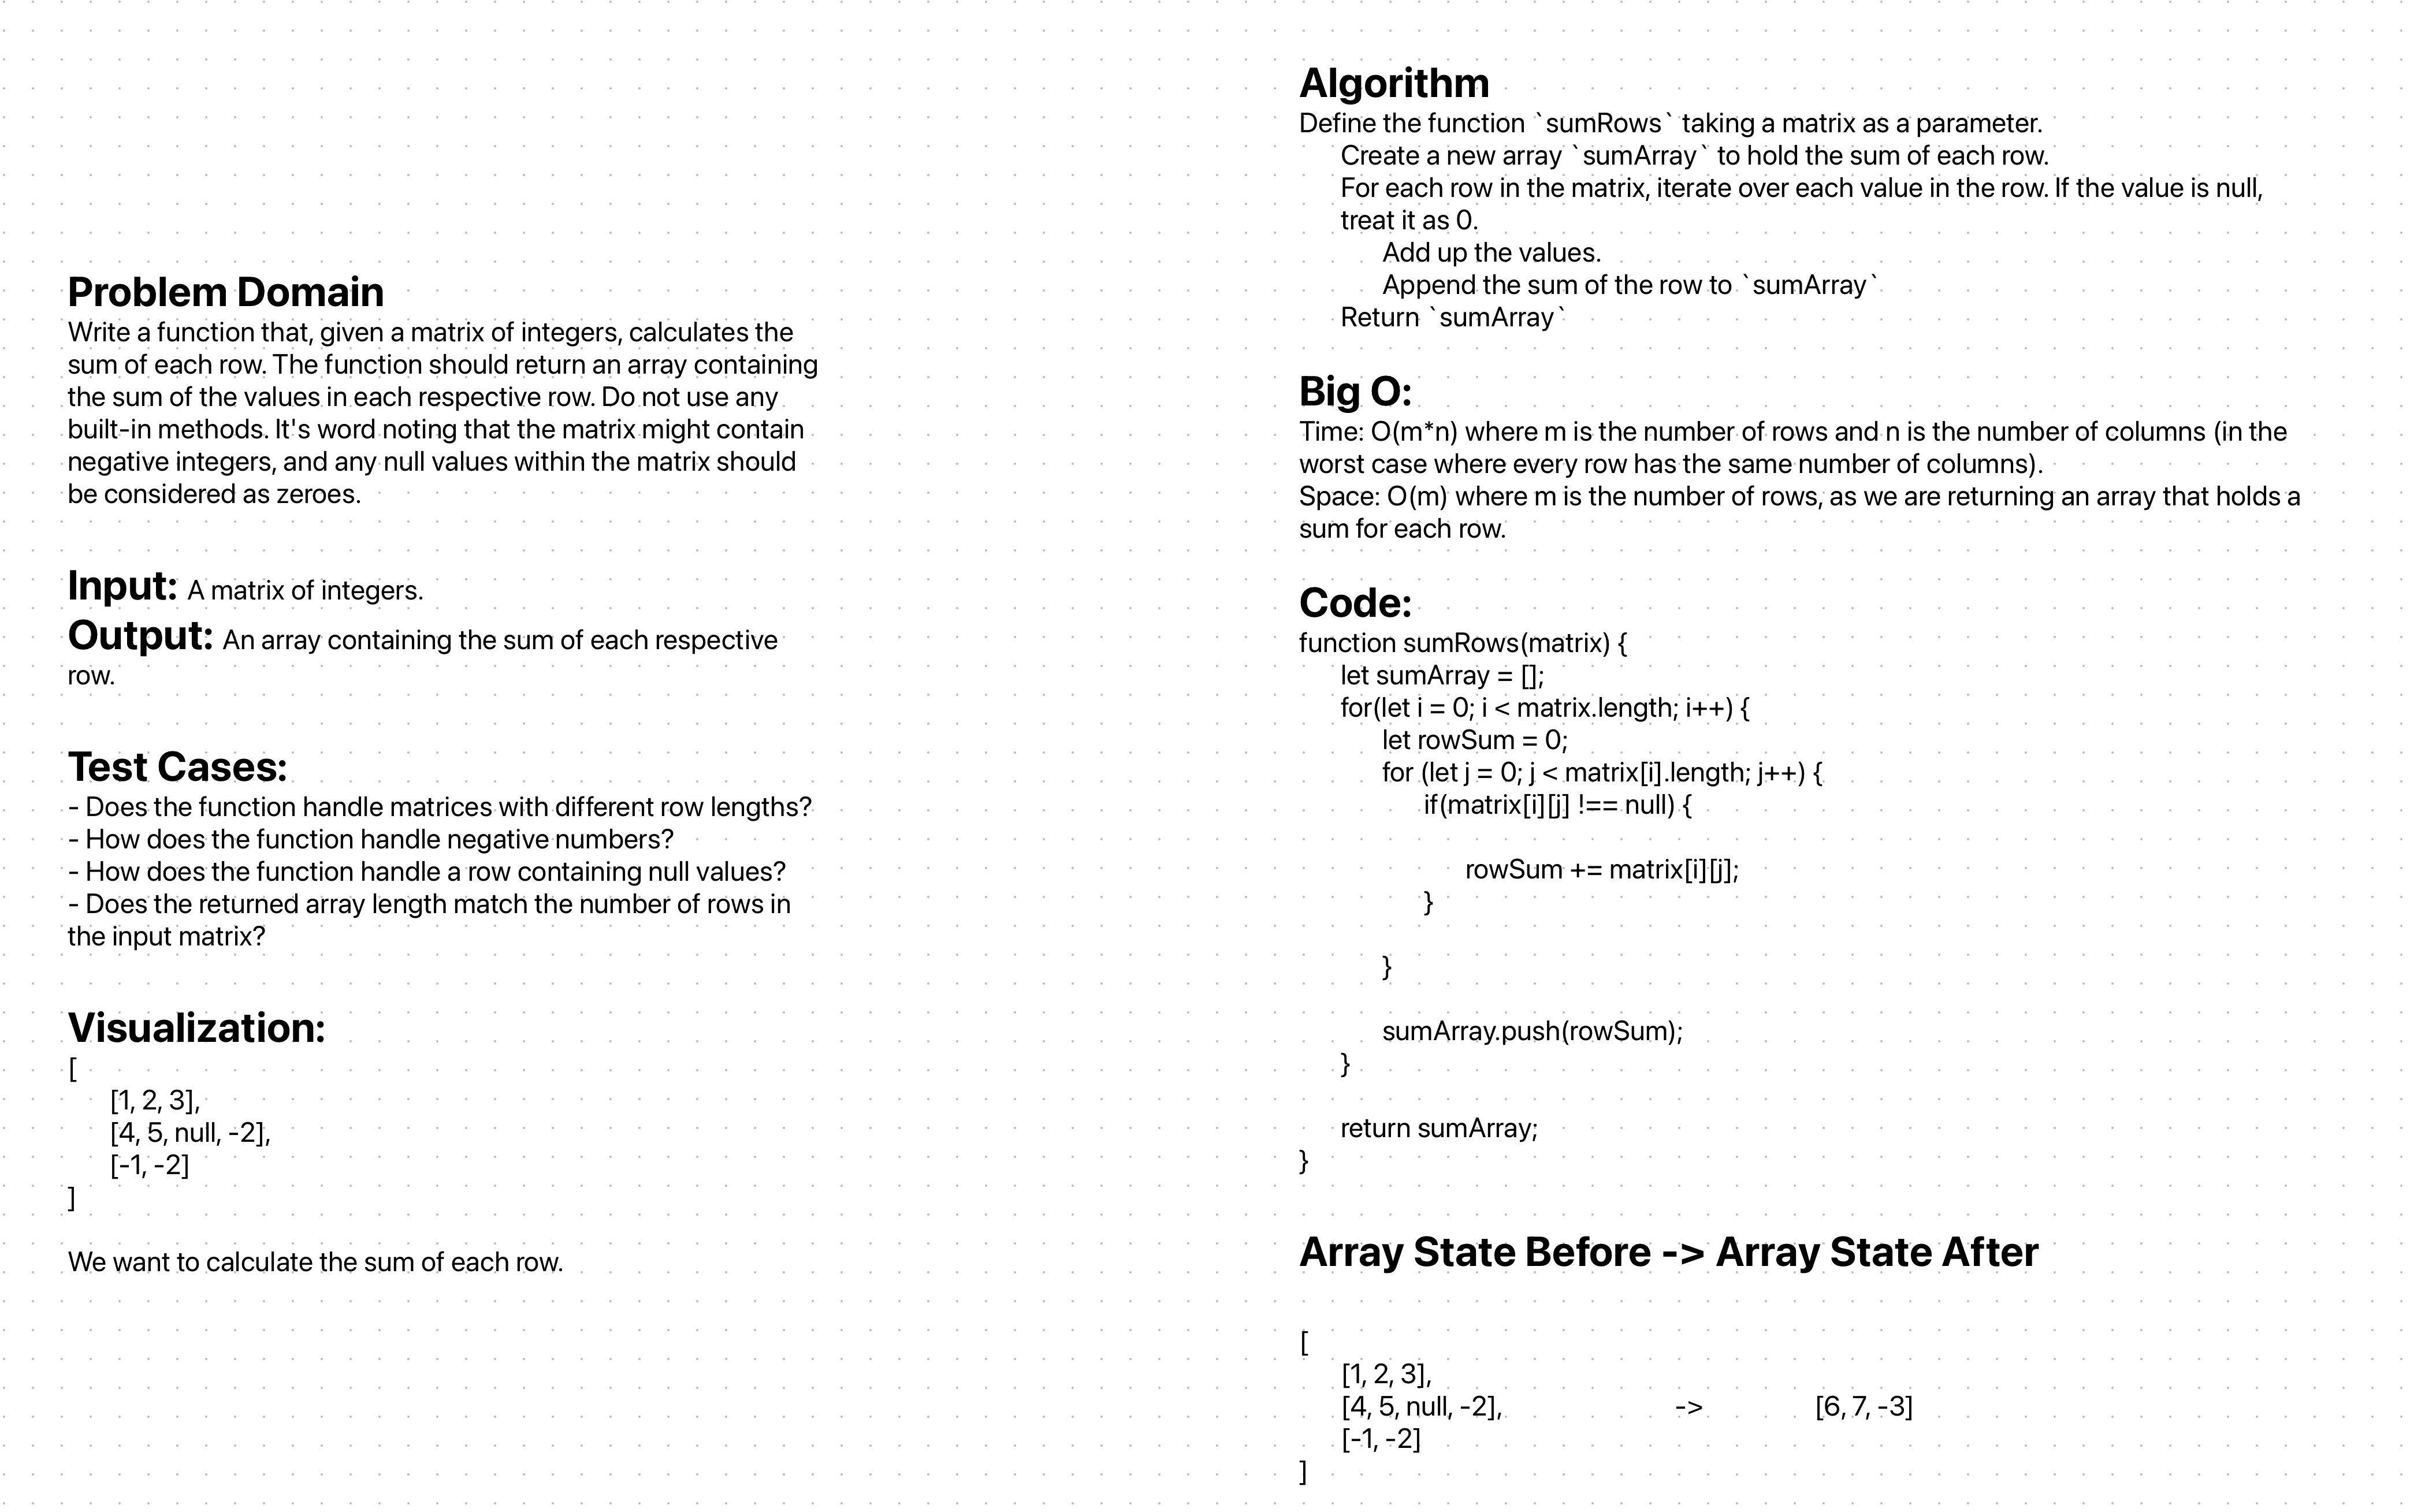 Problem Domain
Write a function that, given a matrix of integers, calculates the
sum of each row. The function should return an array containing
the sum of the values in each respective row. Do not use any
built-in methods. It's word noting that the matrix might contain
negative integers, and any null values within the matrix should
be considered as zeroes.
Input: A matrix of integers.
Output: An array containing the sum of each respective
row.
Test Cases:
- Does the function handle matrices with different row lengths?
- How does the function handle negative numbers?
- How does the function handle a row containing null values?
- Does the returned array length match the number of rows in
the input matrix?
Visualization:
[
[1, 2, 3],
[4, 5, null, -2],
[-1, -2]
]
We want to calculate the sum of each row.
Algorithm
Define the function `sumRows` taking a matrix as a parameter.
Create a new array `sumArray` to hold the sum of each row.
For each row in the matrix, iterate over each value in the row. If the value is null,
treat it as 0.
Add up the values.
Append the sum of the row to `sumArray`
Return `sumArray`
Big O:
Time: O(m*n) where m is the number of rows and n is the number of columns (in the
worst case where every row has the same number of columns).
Space: O(m) where m is the number of rows, as we are returning an array that holds a
sum for each row.
Code:
function sumRows(matrix) {
let sumArray = [];
for(let i = 0; i < matrix.length; i++) {
let rowSum = 0;
for (let j = 0; j < matrix[i].length; j++) {
if(matrix[i][j] !== null) {
rowSum += matrix[i][j];
}
}
sumArray.push(rowSum);
}
return sumArray;
}
Array State Before -> Array State After
[
[1, 2, 3],
[4, 5, null, -2], -> [6, 7, -3]
[-1, -2]
]